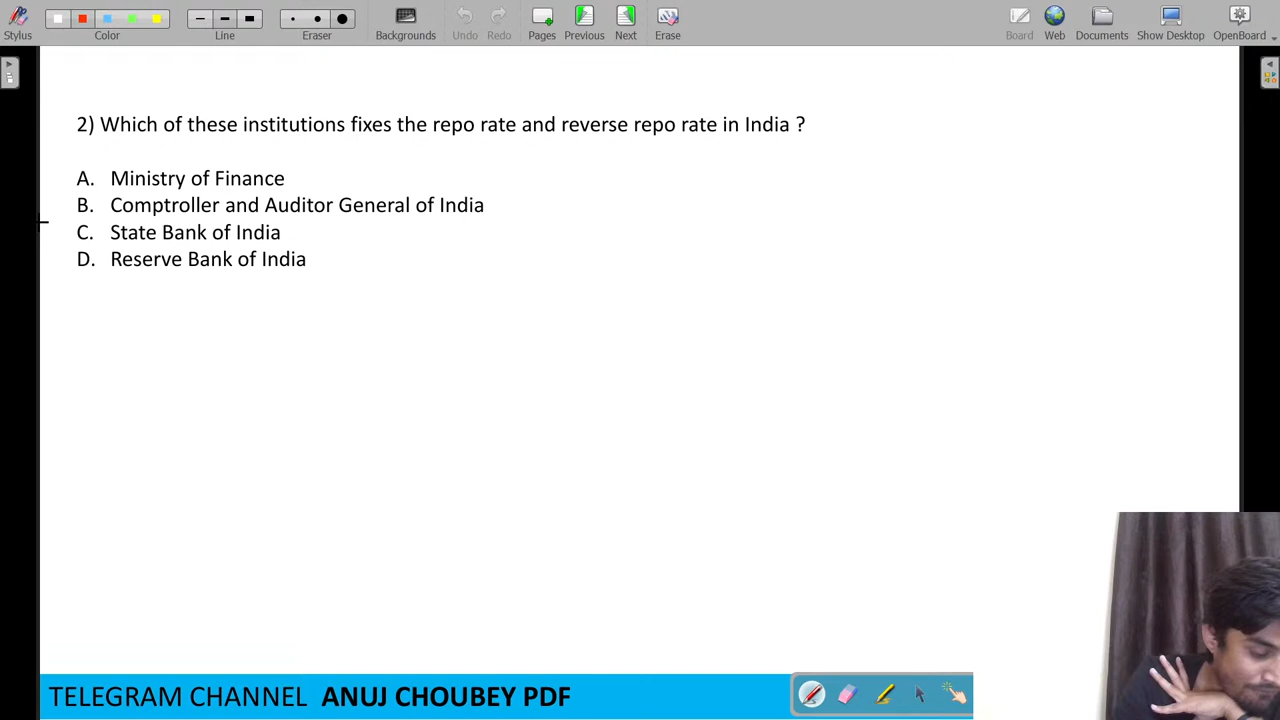 Stylus
Color
Line
Eraser
Backgrounds
Undo
Redo
Pages
Previous
Next
Erase
Board
Web
Documents
Show Desktop
OpenBoard
2) Which of these institutions fixes the repo rate and reverse repo rate in India ?
A. Ministry of Finance
B. Comptroller and Auditor General of India
C. State Bank of India
D. Reserve Bank of India
TELEGRAM CHANNEL ANUJ CHOUBEY PDF